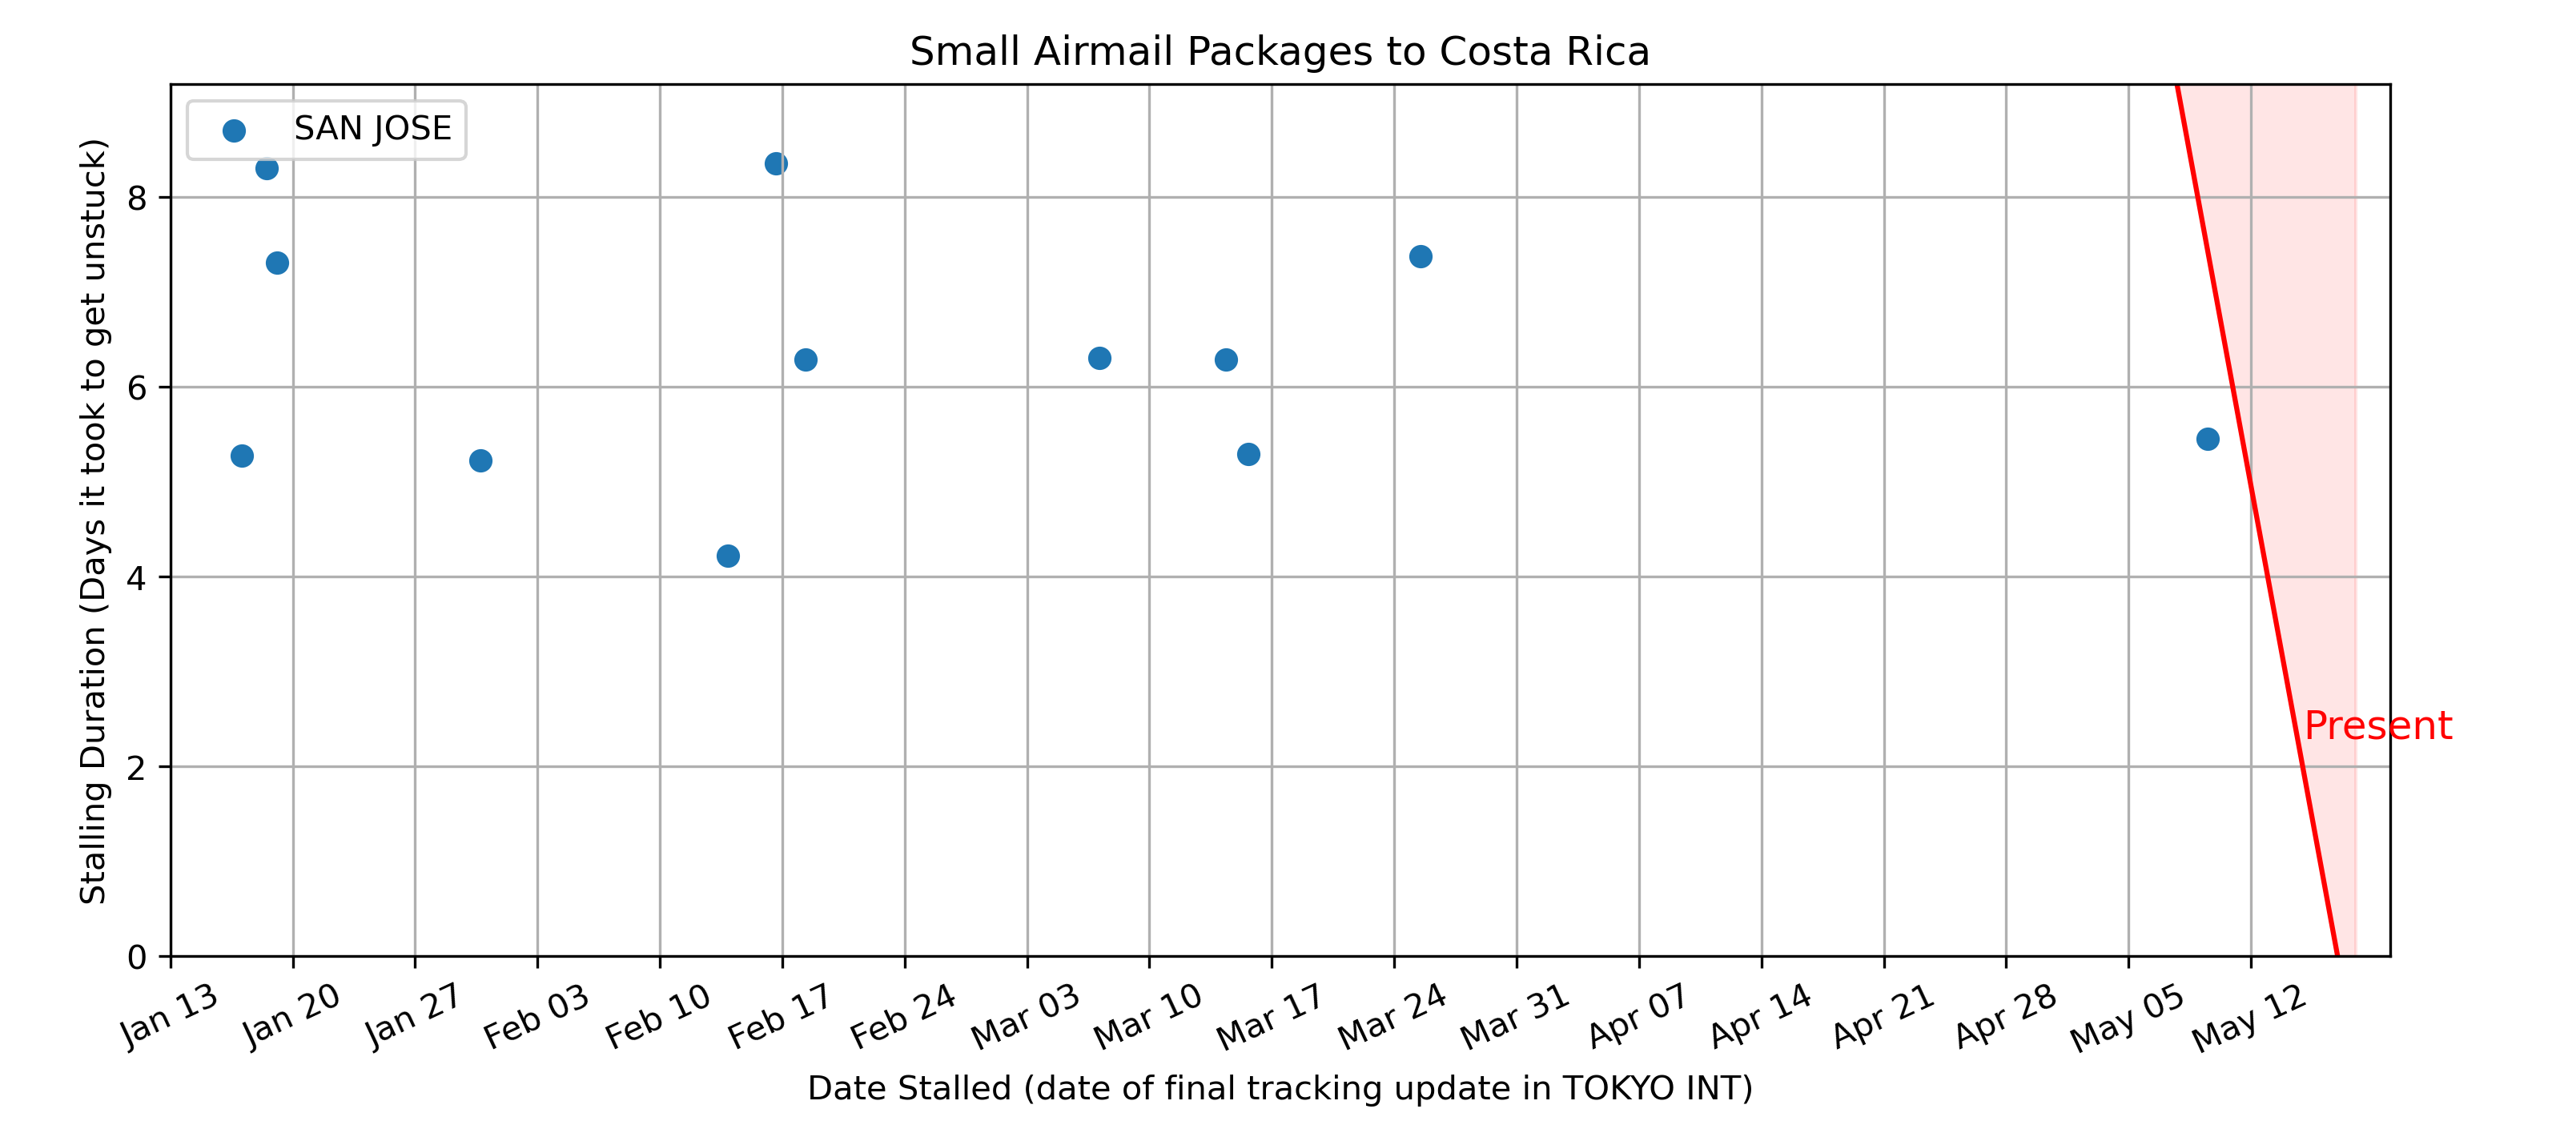 Small Airmail Packages to Costa Rica
SAN JOSE
Stalling Duration (Days it took to get unstuck)
8
6
4
2
0
Present
Jan 13
Jan 20
Jan 27
Feb 03
Feb 10
Feb 17
Feb 24
Mar 03
Mar 10
Mar 17
Mar 24
Mar 31
Apr 07
Apr 14
Apr 21
Apr 28
May 05
May 12
Date Stalled (date of final tracking update in TOKYO INT)